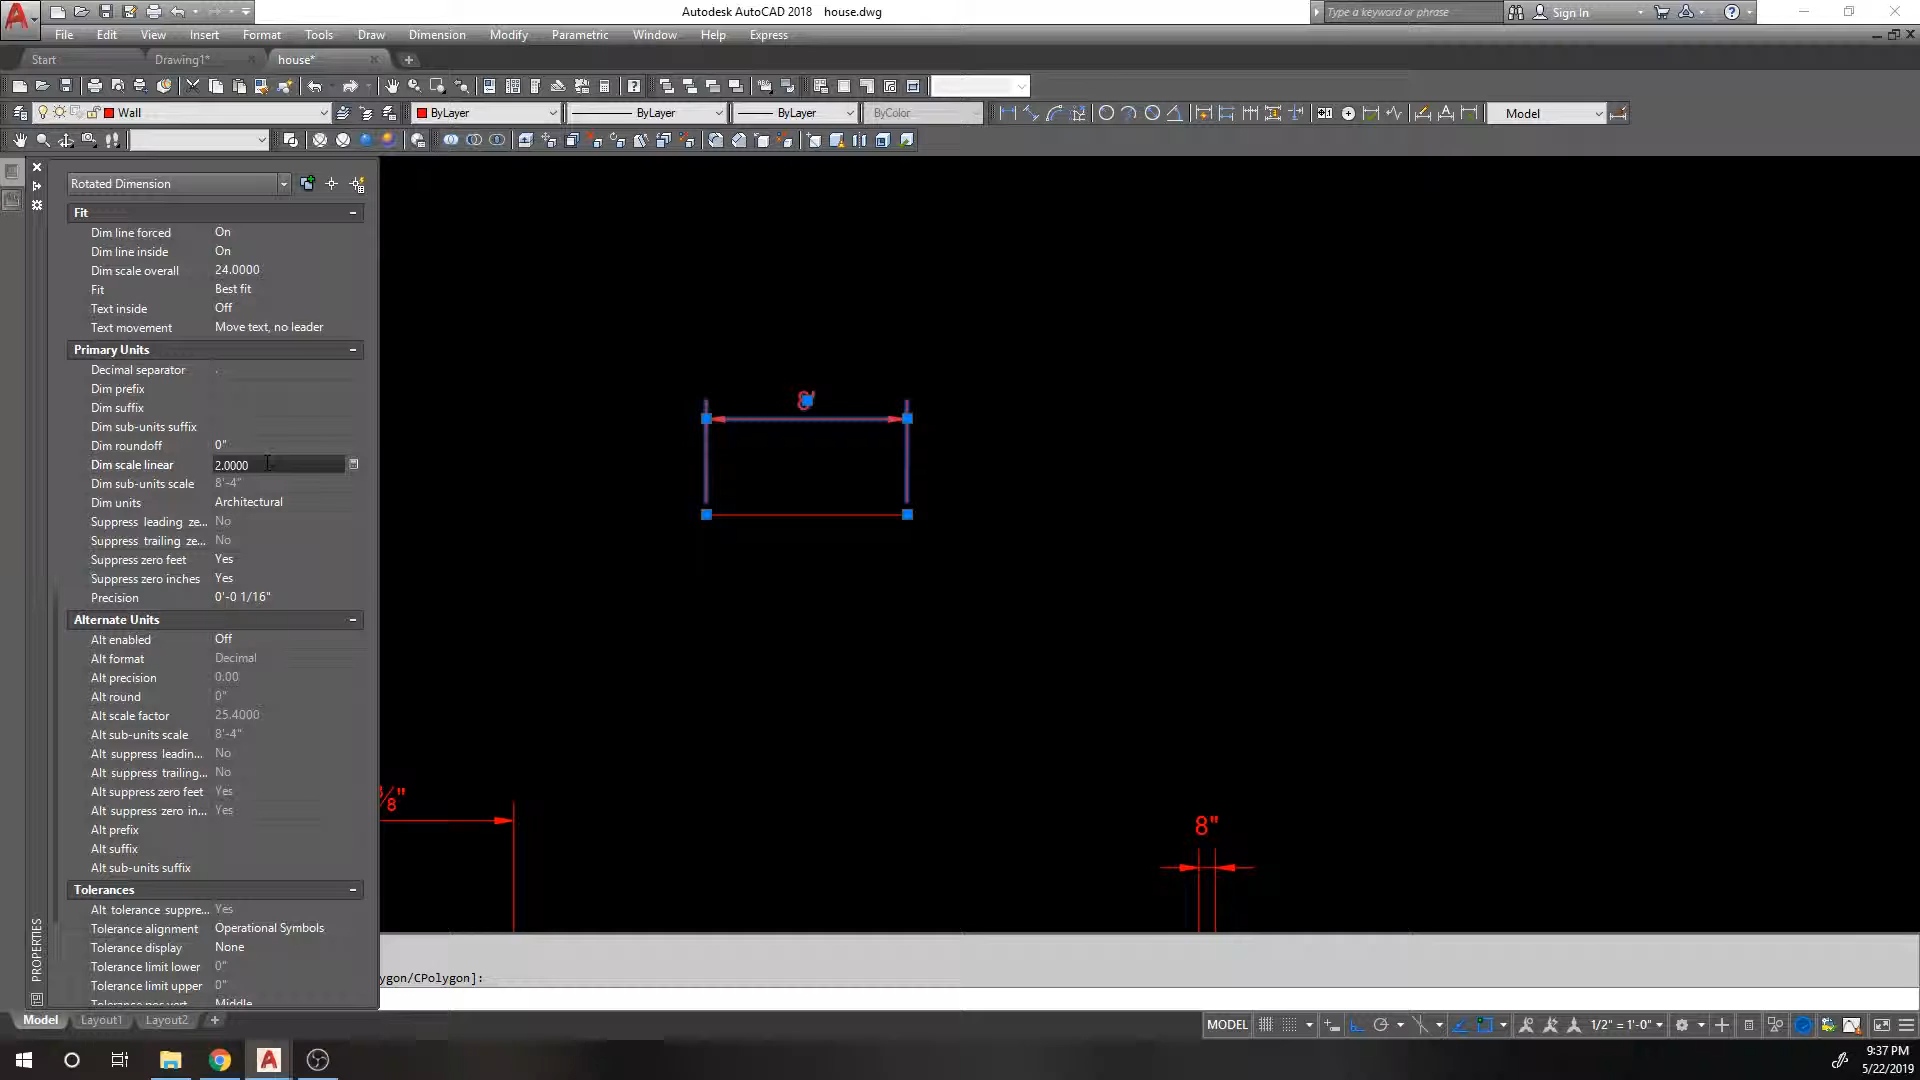 Autodesk AutoCAD 2018 house.dwg
Type a keyword or phrase
Sign In
File Edit View Insert Format Tools Draw Dimension Modify Parametric Window Help Express
Start Drawing1* house*
Wall ByLayer ByLayer ByLayer ByColor Model
Rotated Dimension
Fit
Dim line forced On
Dim line inside On
Dim scale overall 24.0000
Fit Best fit
Text inside Off
Text movement Move text, no leader
Primary Units
Decimal separator .
Dim prefix
Dim suffix
Dim sub-units suffix
Dim roundoff 0"
Dim scale linear 2.0000
Dim sub-units scale 8'-4"
Dim units Architectural
Suppress leading ze... No
Suppress trailing ze... No
Suppress zero feet Yes
Suppress zero inches Yes
Precision 0'-0 1/16"
Alternate Units
Alt enabled Off
Alt format Decimal
Alt precision 0.00
Alt round 0"
Alt scale factor 25.4000
Alt sub-units scale 8'-4"
Alt suppress leadin... No
Alt suppress trailing... No
Alt suppress zero feet Yes
Alt suppress zero in... Yes
Alt prefix
Alt suffix
Alt sub-units suffix
Tolerances
Alt tolerance suppre... Yes
Tolerance alignment Operational Symbols
Tolerance display None
Tolerance limit lower 0"
Tolerance limit upper 0"
Middle
PROPERTIES
8'
8"
ygon/CPolygon]:
Model Layout1 Layout2
MODEL 1/2" = 1'-0"
9:37 PM
5/22/2019